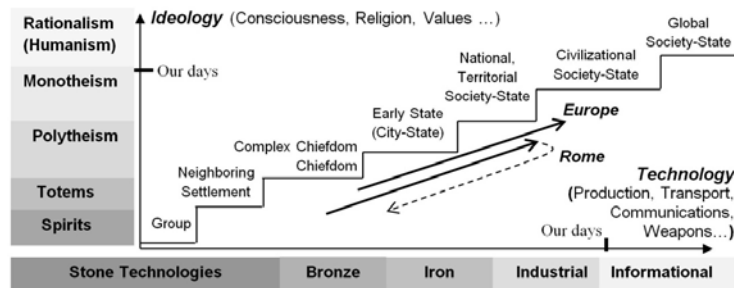 Rationalism
(Humanism)
Monotheism
Polytheism
Totems
Spirits
Ideology (Consciousness, Religion, Values ...)
Our days
Global
Society-State
Civilizational
Society-State
National,
Territorial
Society-State
Early State
(City-State)
Complex Chiefdom
Chiefdom
Neighboring
Settlement
Group
Europe
Rome
Technology
(Production, Transport,
Communications,
Weapons...)
Our days
Stone Technologies
Bronze
Iron
Industrial
Informational